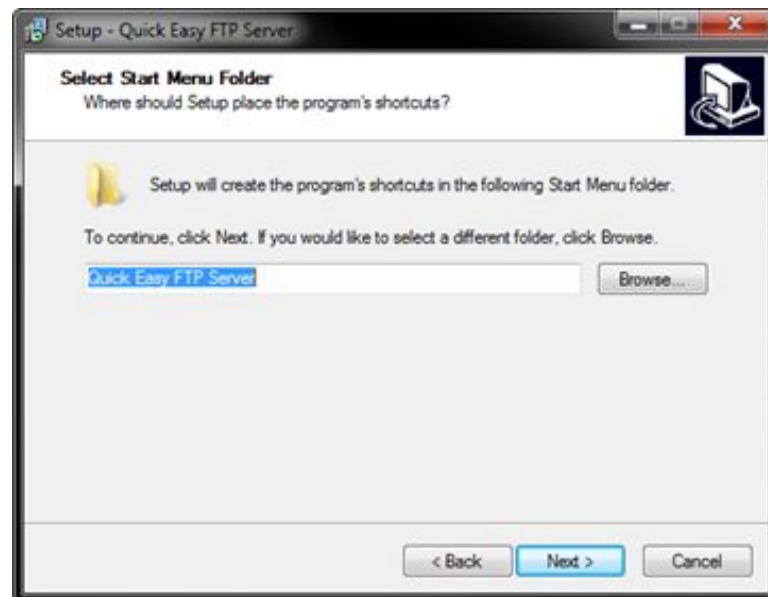 Setup - Quick Easy FTP Server
Select Start Menu Folder
Where should Setup place the program's shortcuts?
Setup will create the program's shortcuts in the following Start Menu folder.
To continue, click Next. If you would like to select a different folder, click Browse.
Quick Easy FTP Server
Browse...
< Back
Next >
Cancel